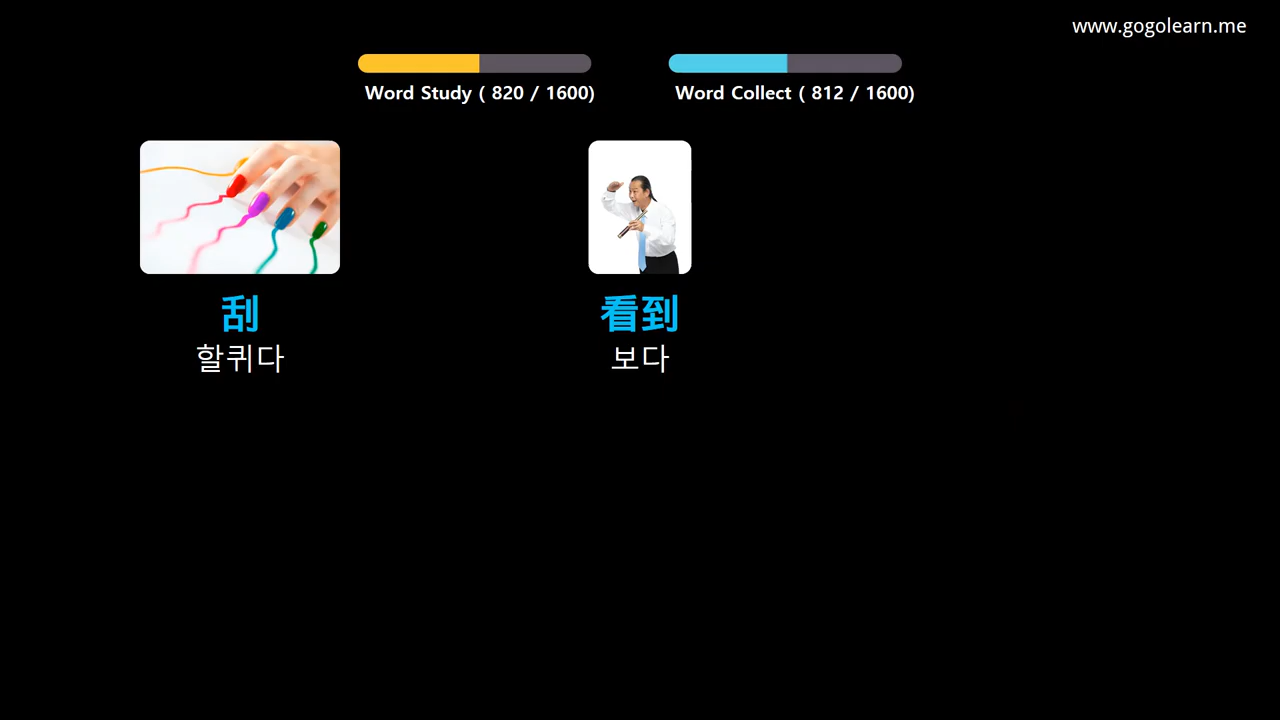 www.gogolearn.me
Word Study ( 820 / 1600)
Word Collect ( 812 / 1600)
刮
할퀴다
看到
보다